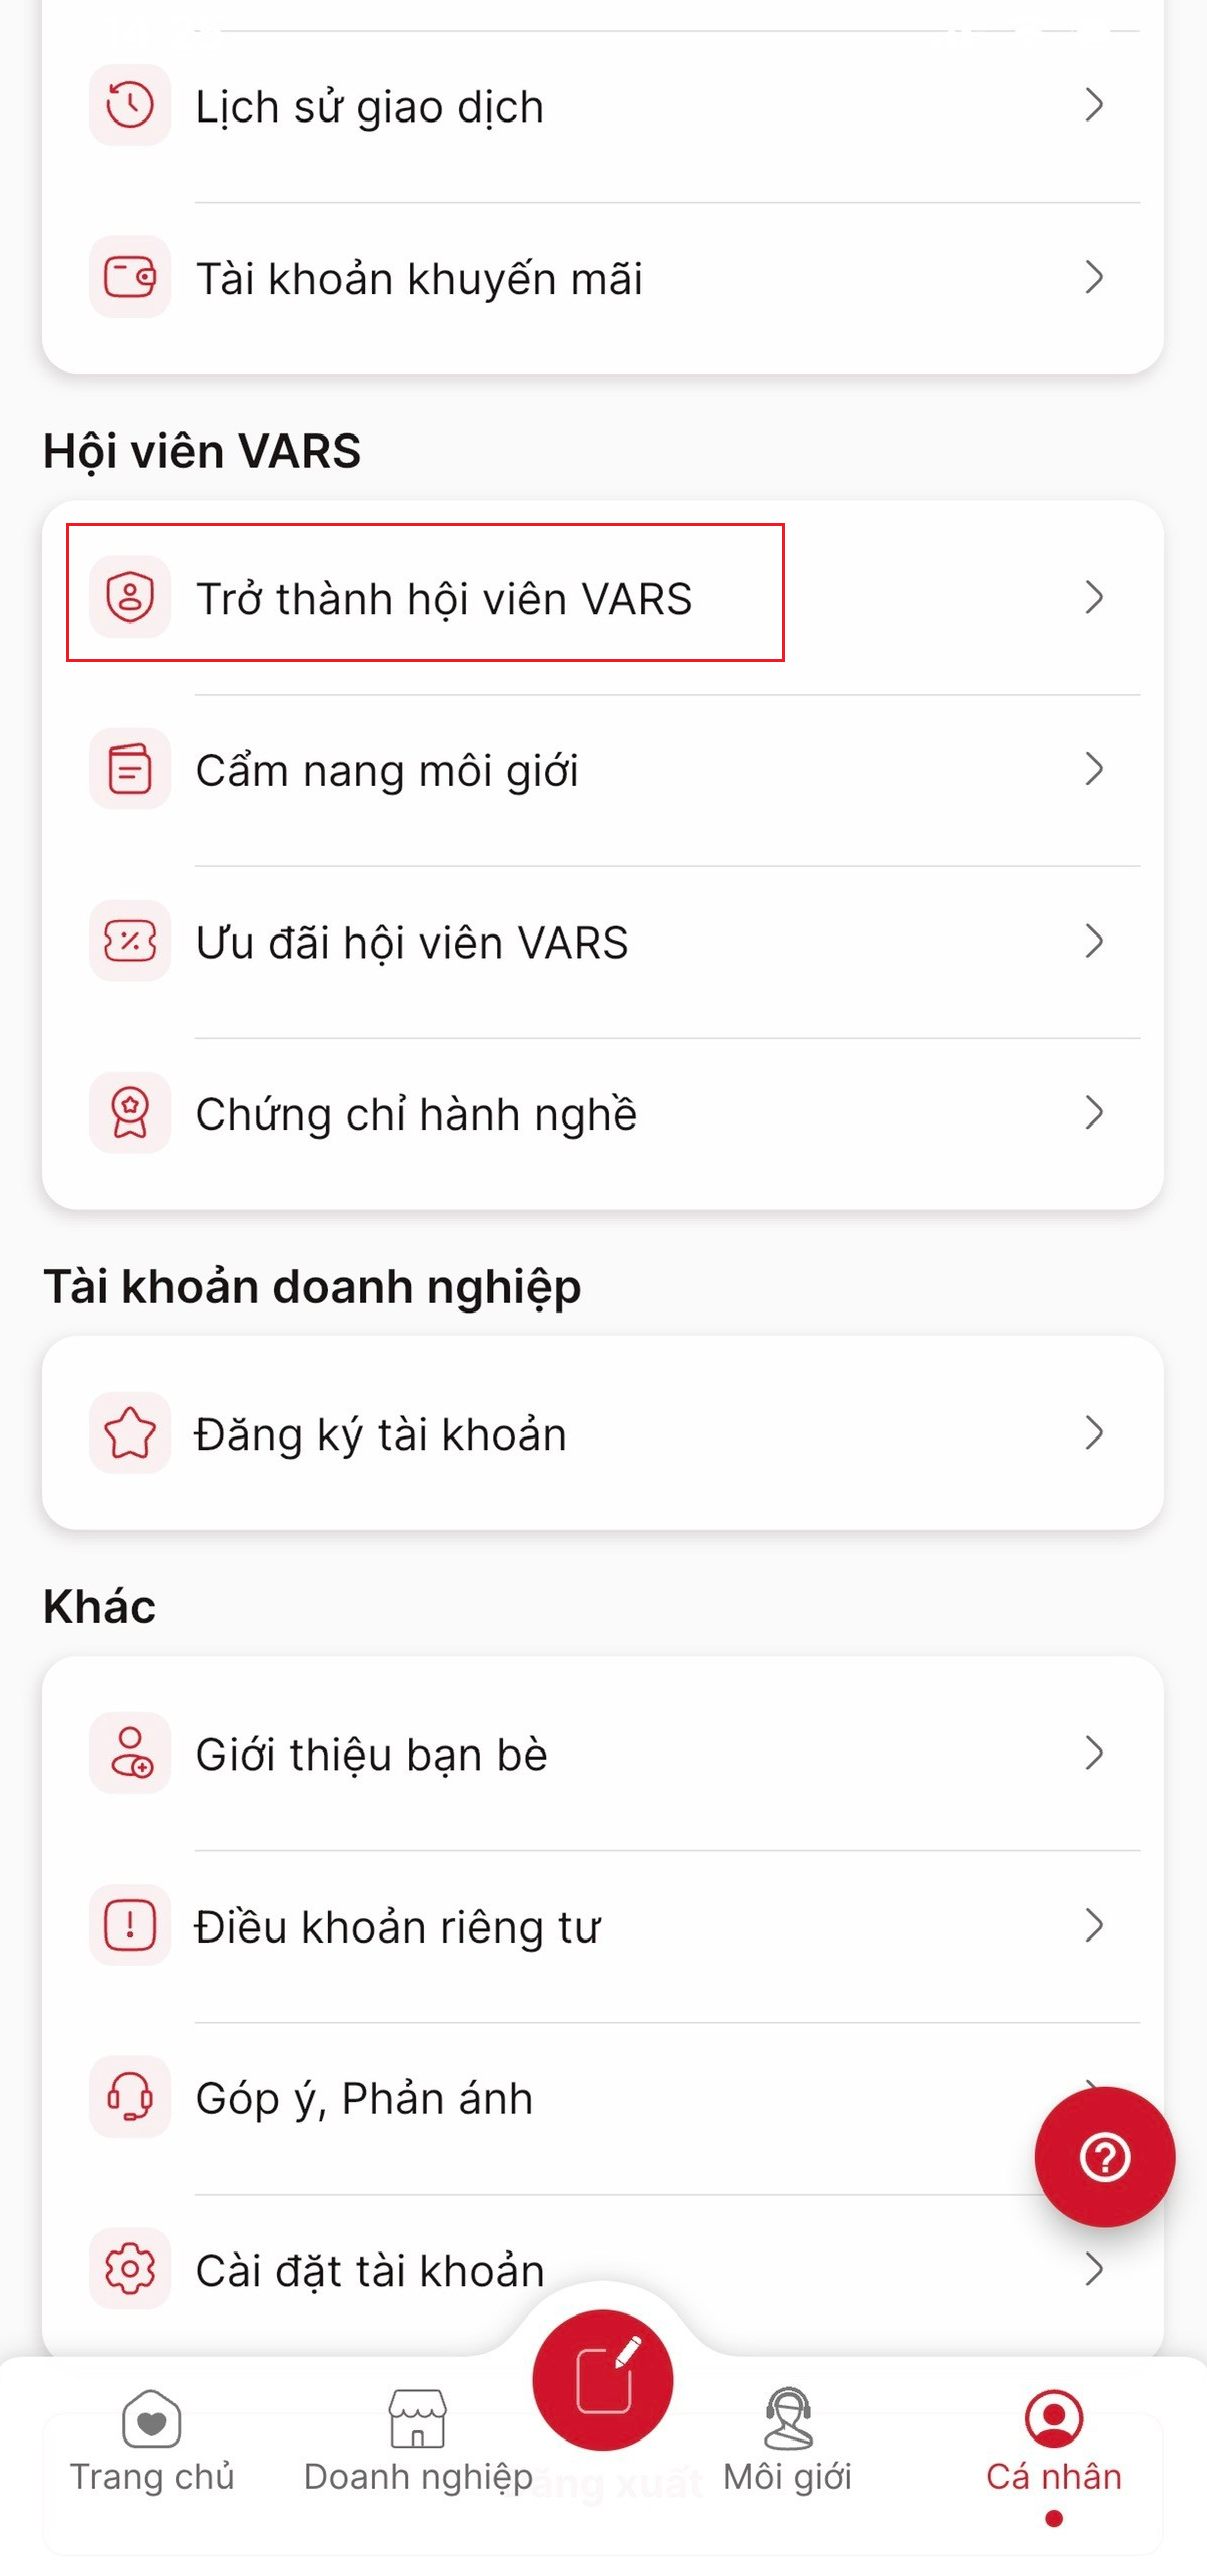 Lịch sử giao dịch
Tài khoản khuyến mãi
Hội viên VARS
Trở thành hội viên VARS
Cẩm nang môi giới
Ưu đãi hội viên VARS
Chứng chỉ hành nghề
Tài khoản doanh nghiệp
Đăng ký tài khoản
Khác
Giới thiệu bạn bè
Điều khoản riêng tư
Góp ý, Phản ánh
Cài đặt tài khoản
Trang chủ
Doanh nghiệp
Môi giới
Cá nhân